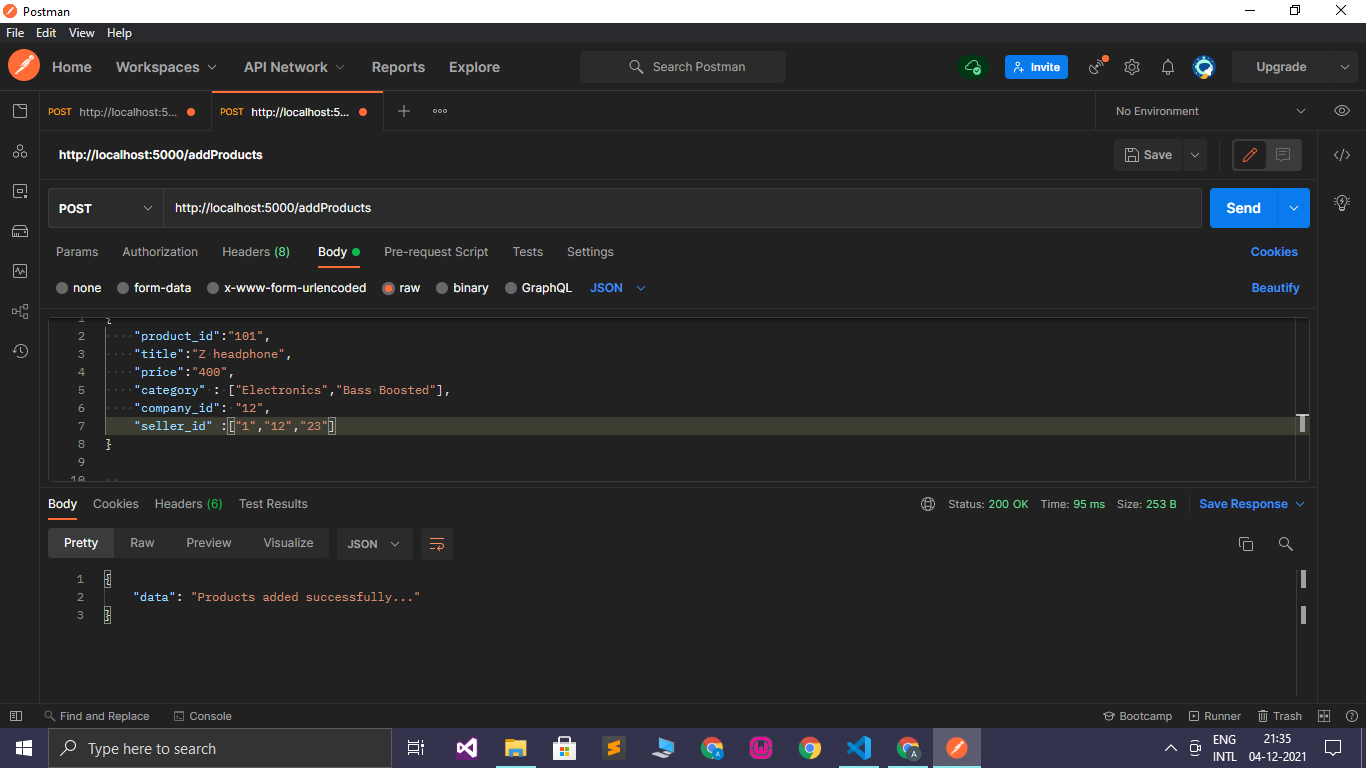 Postman
File Edit View Help
Home Workspaces API Network Reports Explore Search Postman Invite Upgrade
POST http://localhost:5... POST http://localhost:5... No Environment
http://localhost:5000/addProducts Save
POST http://localhost:5000/addProducts Send
Params Authorization Headers (8) Body Pre-request Script Tests Settings Cookies
none form-data x-www-form-urlencoded raw binary GraphQL JSON Beautify
1 {
2 "product_id":"101",
3 "title":"Z headphone",
4 "price":"400",
5 "category" : ["Electronics","Bass Boosted"],
6 "company_id": "12",
7 "seller_id" :["1","12","23"]
8 }
9
10
Body Cookies Headers (6) Test Results Status: 200 OK Time: 95 ms Size: 253 B Save Response
Pretty Raw Preview Visualize JSON
1 {
2 "data": "Products added successfully..."
3 }
Find and Replace Console Bootcamp Runner Trash
Type here to search ENG 21:35
INTL 04-12-2021